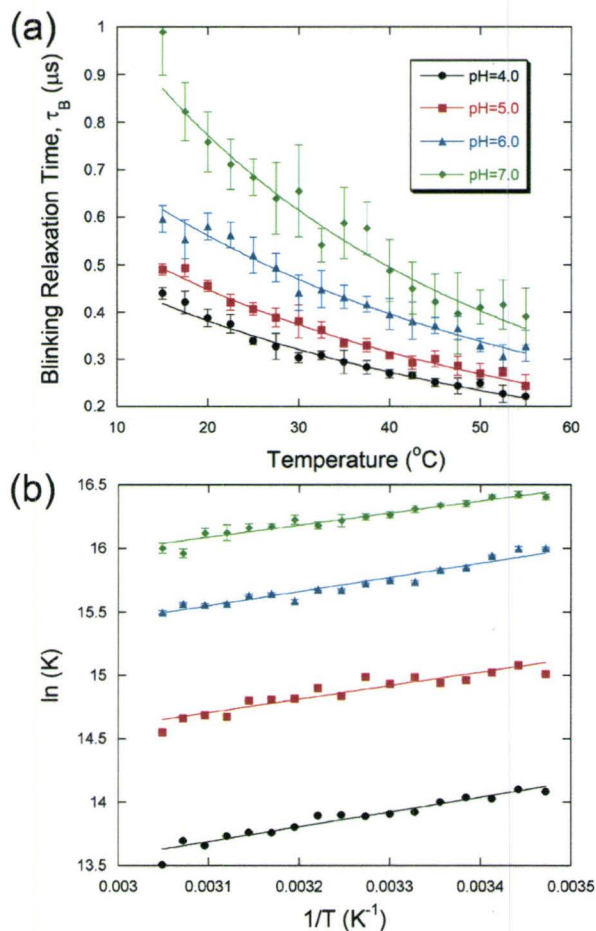 (a)
1
0.9
0.8
0.7
0.6
0.5
0.4
0.3
0.2
Blinking Relaxation Time, τB (μs)
pH=4.0
pH=5.0
pH=6.0
pH=7.0
10 20 30 40 50 60
Temperature (°C)
(b)
16.5
16
15.5
15
14.5
14
13.5
ln (K)
0.003 0.0031 0.0032 0.0033 0.0034 0.0035
1/T (K⁻¹)